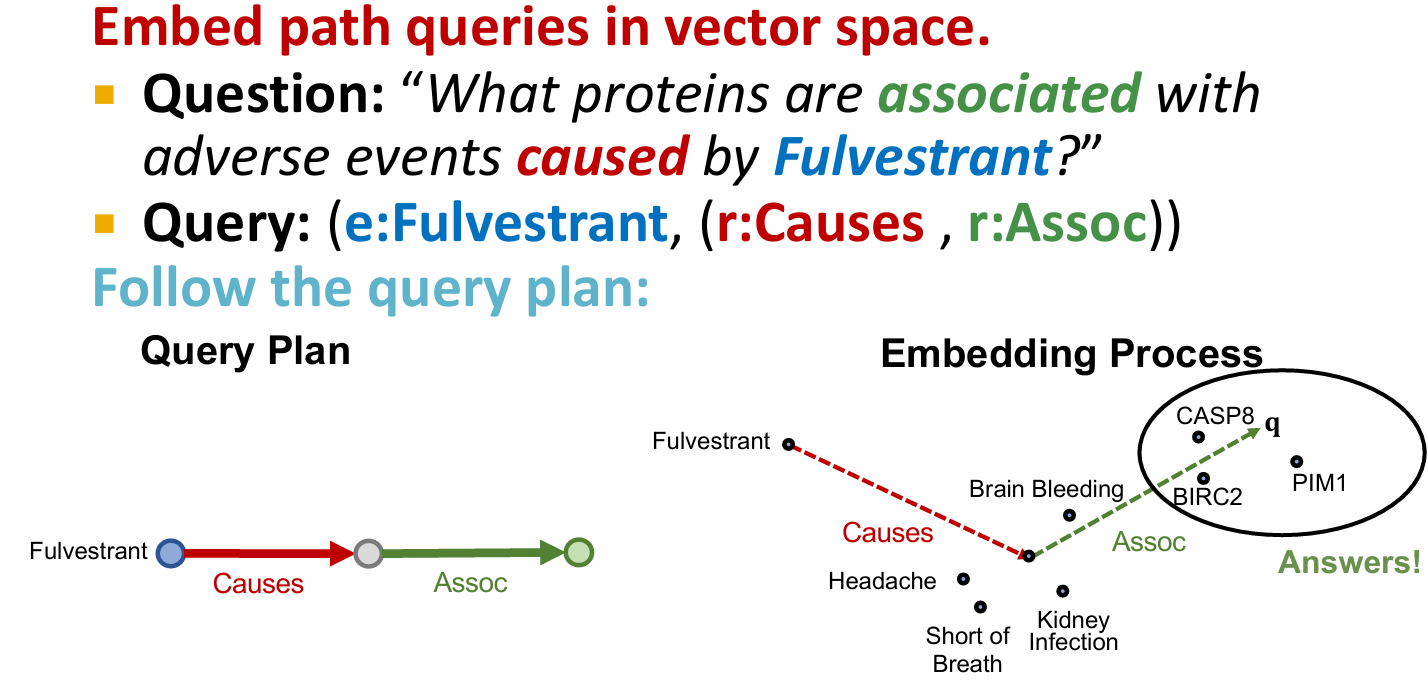 Embed path queries in vector space.
▪ Question: “What proteins are associated with
adverse events caused by Fulvestrant?”
▪ Query: (e:Fulvestrant, (r:Causes , r:Assoc))
Follow the query plan:
Query Plan
Fulvestrant
Causes
Assoc
Embedding Process
Fulvestrant
Causes
Brain Bleeding
Headache
Short of
Breath
Kidney
Infection
Assoc
CASP8
q
BIRC2
PIM1
Answers!